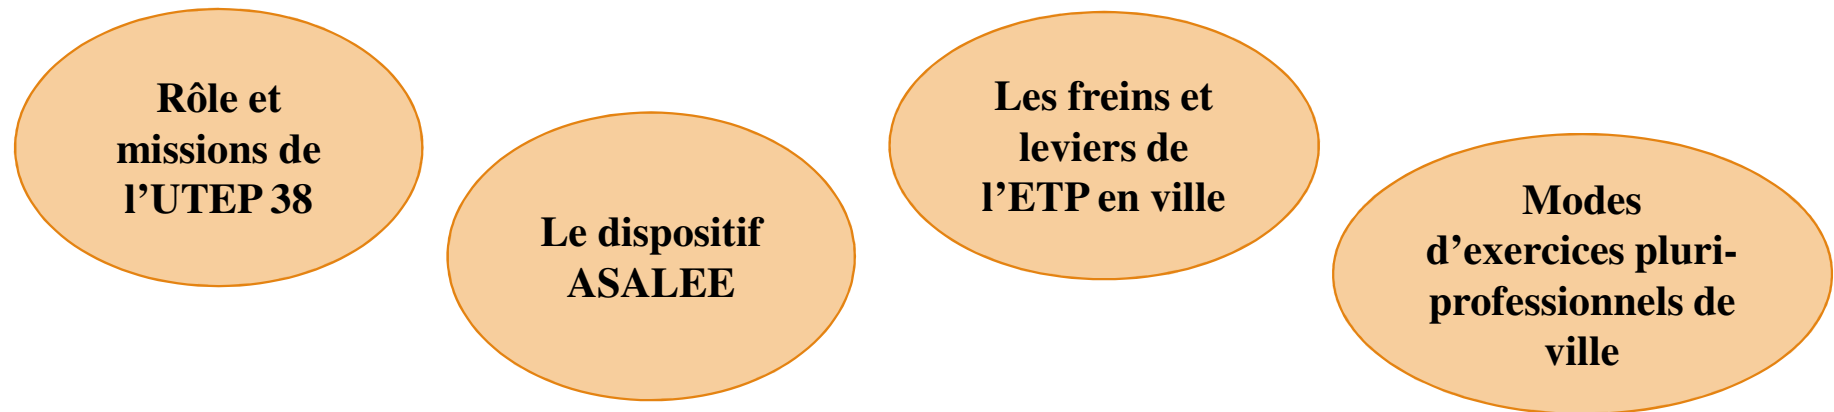 Rôle et
missions de
l’UTEP 38
Le dispositif
ASALEE
Les freins et
leviers de
l’ETP en ville
Modes
d’exercices pluri-
professionnels de
ville